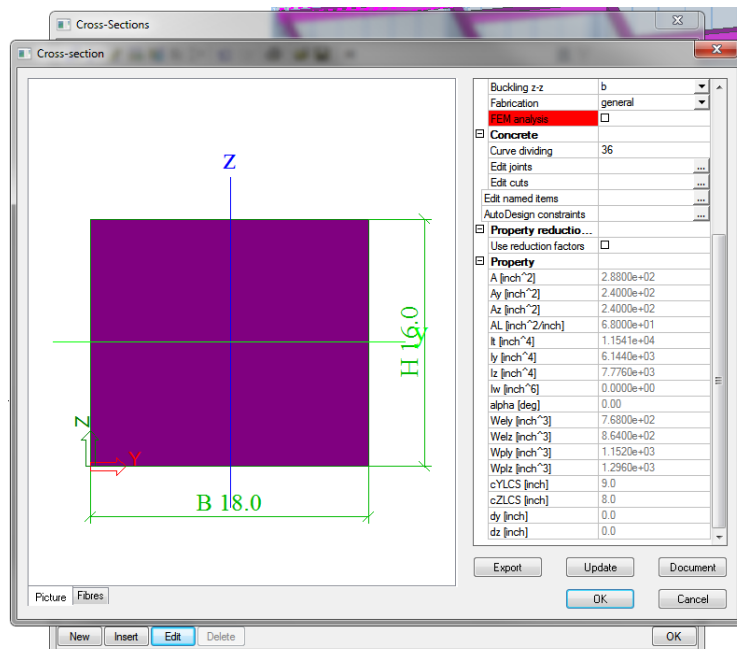 Cross-Sections
Cross-section
Buckling z-z b
Fabrication general
FEM analysis
Concrete
Curve dividing 36
Edit joints ...
Edit cuts ...
Edit named items ...
AutoDesign constraints ...
Property reductio...
Use reduction factors
Property
A [inch^2] 2.8800e+02
Ay [inch^2] 2.4000e+02
Az [inch^2] 2.4000e+02
AL [inch^2/inch] 6.8000e+01
It [inch^4] 1.1541e+04
Iy [inch^4] 6.1440e+03
Iz [inch^4] 7.7760e+03
Iw [inch^6] 0.0000e+00
alpha [deg] 0.00
Wely [inch^3] 7.6800e+02
Welz [inch^3] 8.6400e+02
Wply [inch^3] 1.1520e+03
Wplz [inch^3] 1.2960e+03
cYLCS [inch] 9.0
cZLCS [inch] 8.0
dy [inch] 0.0
dz [inch] 0.0
z
y
H 16.0
Z
Y
B 18.0
Export Update Document
Picture Fibres
OK Cancel
New Insert Edit Delete OK